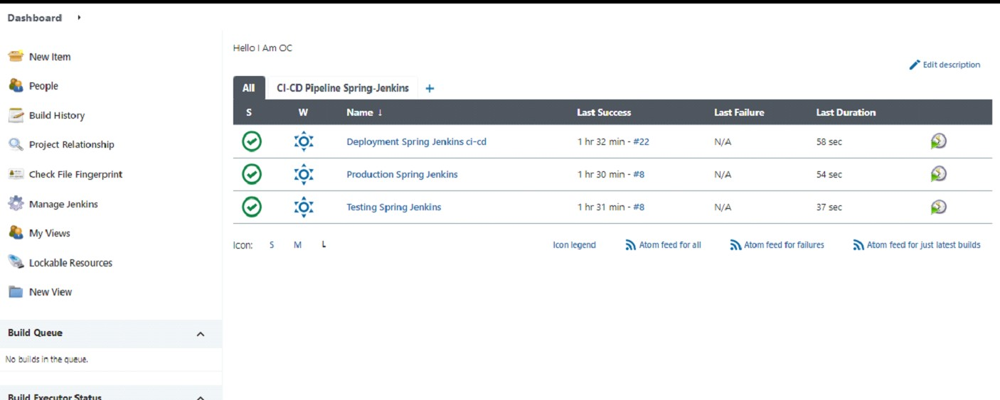 Dashboard
New Item
People
Build History
Project Relationship
Check File Fingerprint
Manage Jenkins
My Views
Lockable Resources
New View
Build Queue
No builds in the queue.
Build Executor Status
Hello I Am OC
Edit description
All CI-CD Pipeline Spring-Jenkins +
S W Name ↓ Last Success Last Failure Last Duration
Deployment Spring Jenkins ci-cd 1 hr 32 min - #22 N/A 58 sec
Production Spring Jenkins 1 hr 30 min - #8 N/A 54 sec
Testing Spring Jenkins 1 hr 31 min - #8 N/A 37 sec
Icon: S M L Icon legend Atom feed for all Atom feed for failures Atom feed for just latest builds